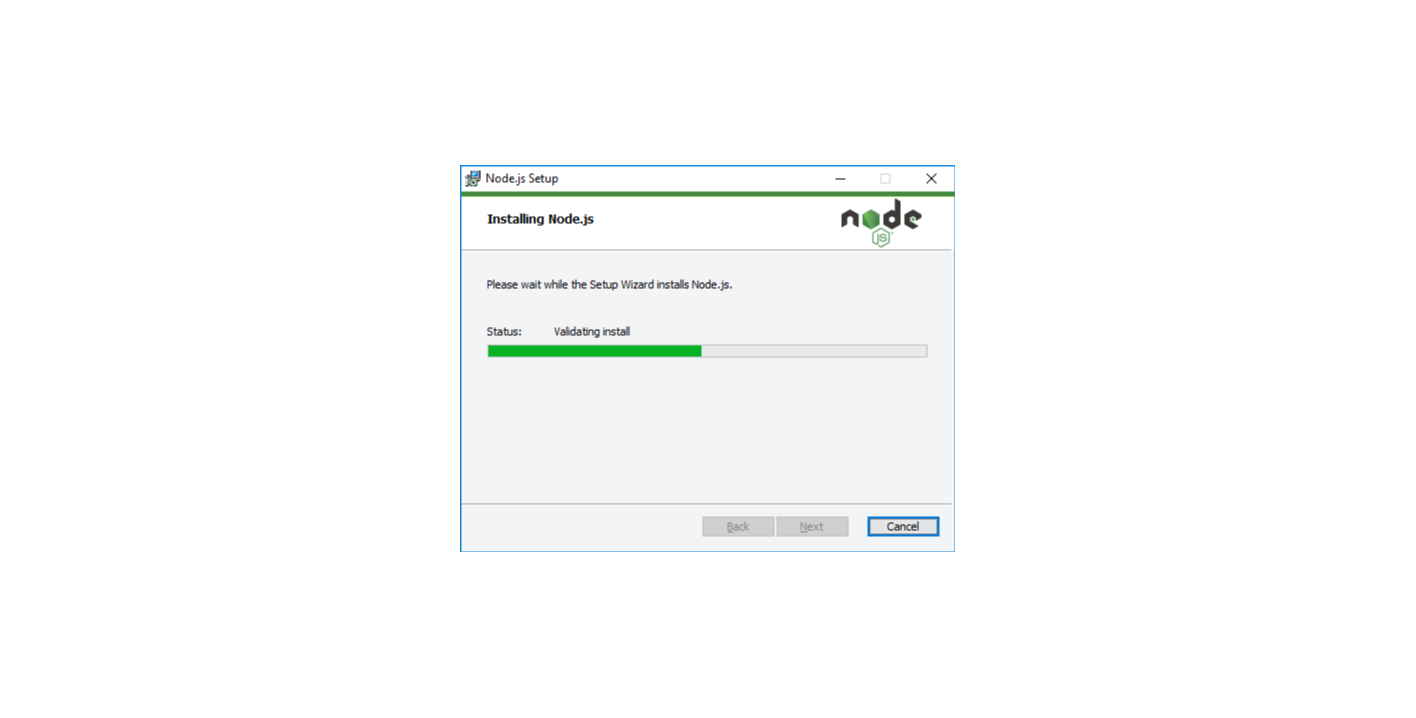 Node.js Setup
Installing Node.js
node
JS
Please wait while the Setup Wizard installs Node.js.
Status: Validating install
Back Next Cancel